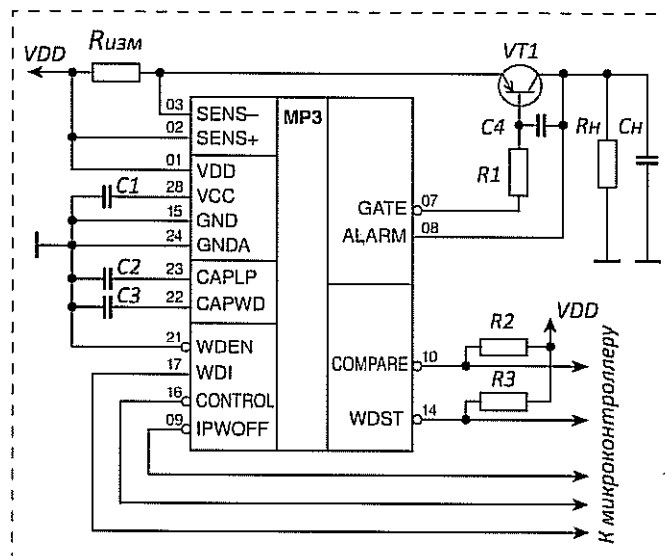 VDD
Rизм
VT1
03
SENS–
MP3
02
SENS+
C4
Rн
Cн
01
VDD
R1
C1
28
VCC
15
GND
GATE
07
24
GNDA
ALARM
08
C2
23
CAPLP
C3
22
CAPWD
VDD
R2
21
WDEN
COMPARE
10
17
WDI
R3
16
CONTROL
WDST
14
09
IPWOFF
К микроконтроллеру